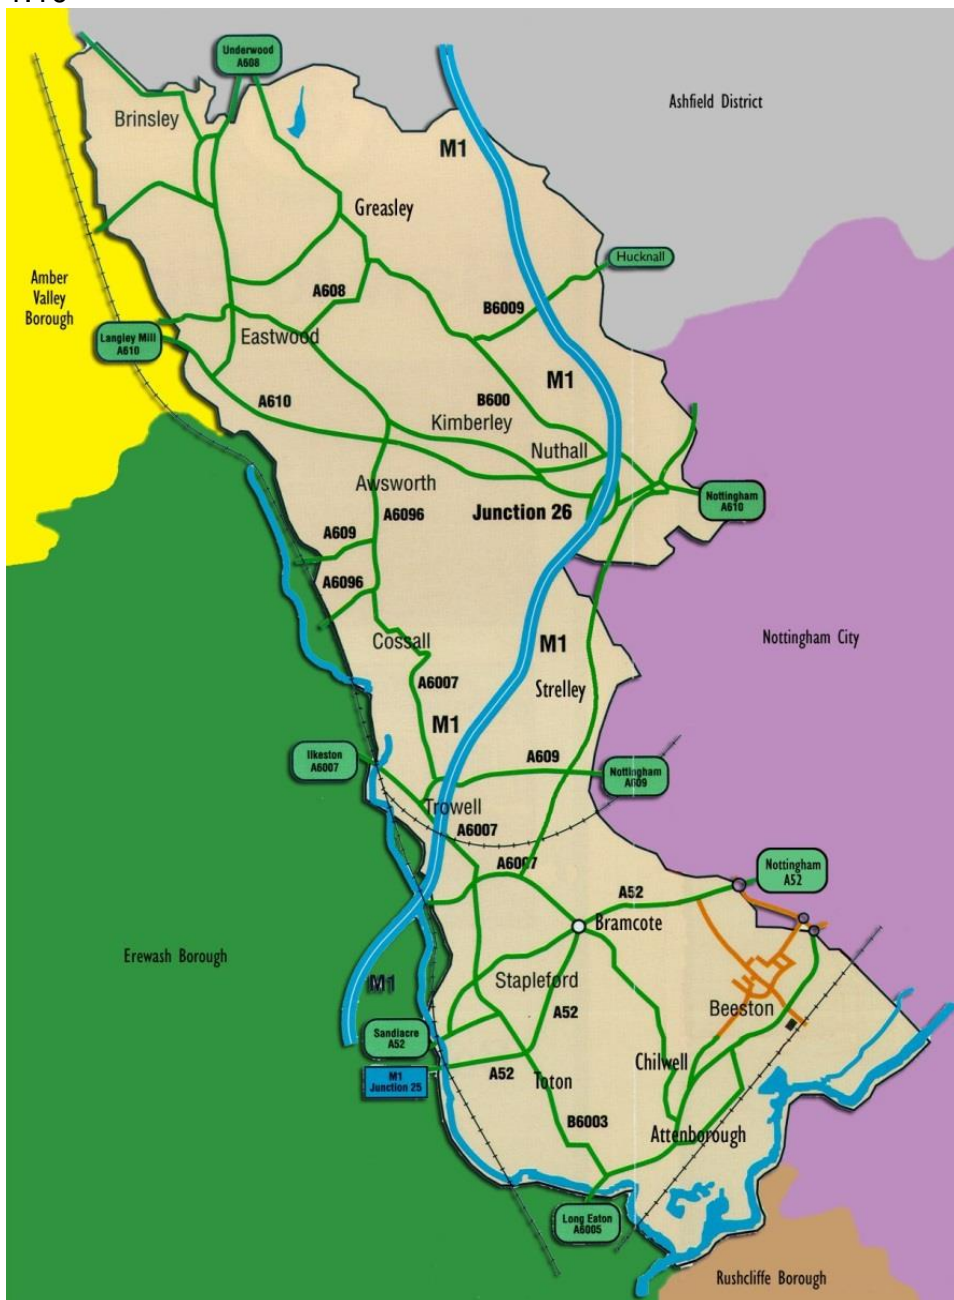 Underwood
A608
Ashfield District
Brinsley
M1
Greasley
Hucknall
Amber
Valley
Borough
A608
B6009
Langley Mill
A610
Eastwood
M1
A610
B600
Kimberley
Nuthall
Awsworth
Nottingham
A610
A6096
Junction 26
A609
A6096
Cossall
M1
Nottingham City
A6007
Strelley
M1
Ilkeston
A6007
A609
Nottingham
A609
Trowell
A6007
A6007
Nottingham
A52
A52
Bramcote
Erewash Borough
M1
Stapleford
A52
Beeston
Sandiacre
A52
Chilwell
M1
Junction 25
A52
Toton
B6003
Attenborough
Long Eaton
A6005
Rushcliffe Borough